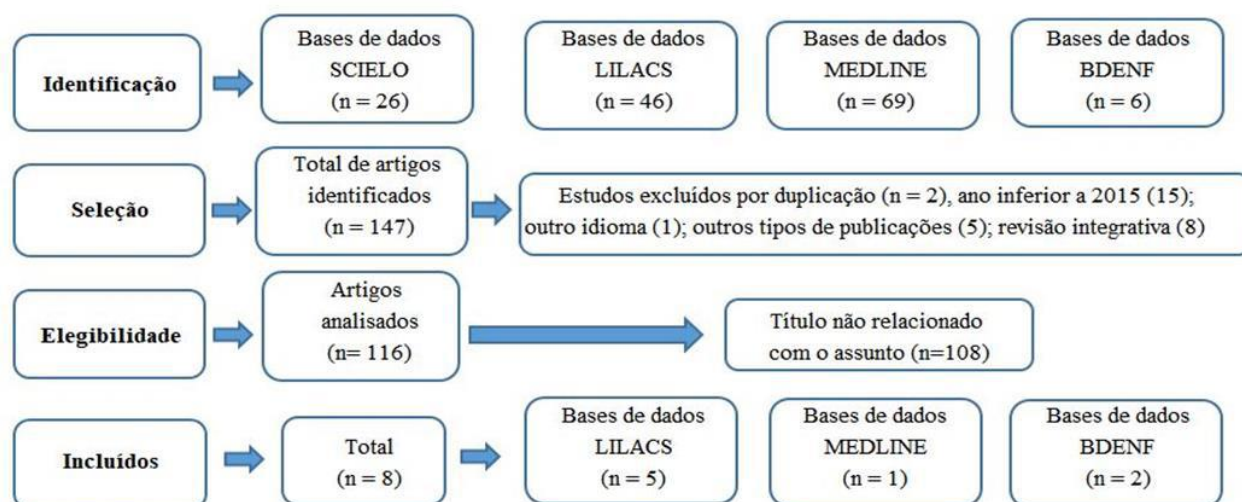 Identificação
Bases de dados
SCIELO
(n = 26)
Bases de dados
LILACS
(n = 46)
Bases de dados
MEDLINE
(n = 69)
Bases de dados
BDENF
(n = 6)
Seleção
Total de artigos
identificados
(n = 147)
Estudos excluídos por duplicação (n = 2), ano inferior a 2015 (15);
outro idioma (1); outros tipos de publicações (5); revisão integrativa (8)
Elegibilidade
Artigos
analisados
(n= 116)
Título não relacionado
com o assunto (n=108)
Incluídos
Total
(n = 8)
Bases de dados
LILACS
(n = 5)
Bases de dados
MEDLINE
(n = 1)
Bases de dados
BDENF
(n = 2)